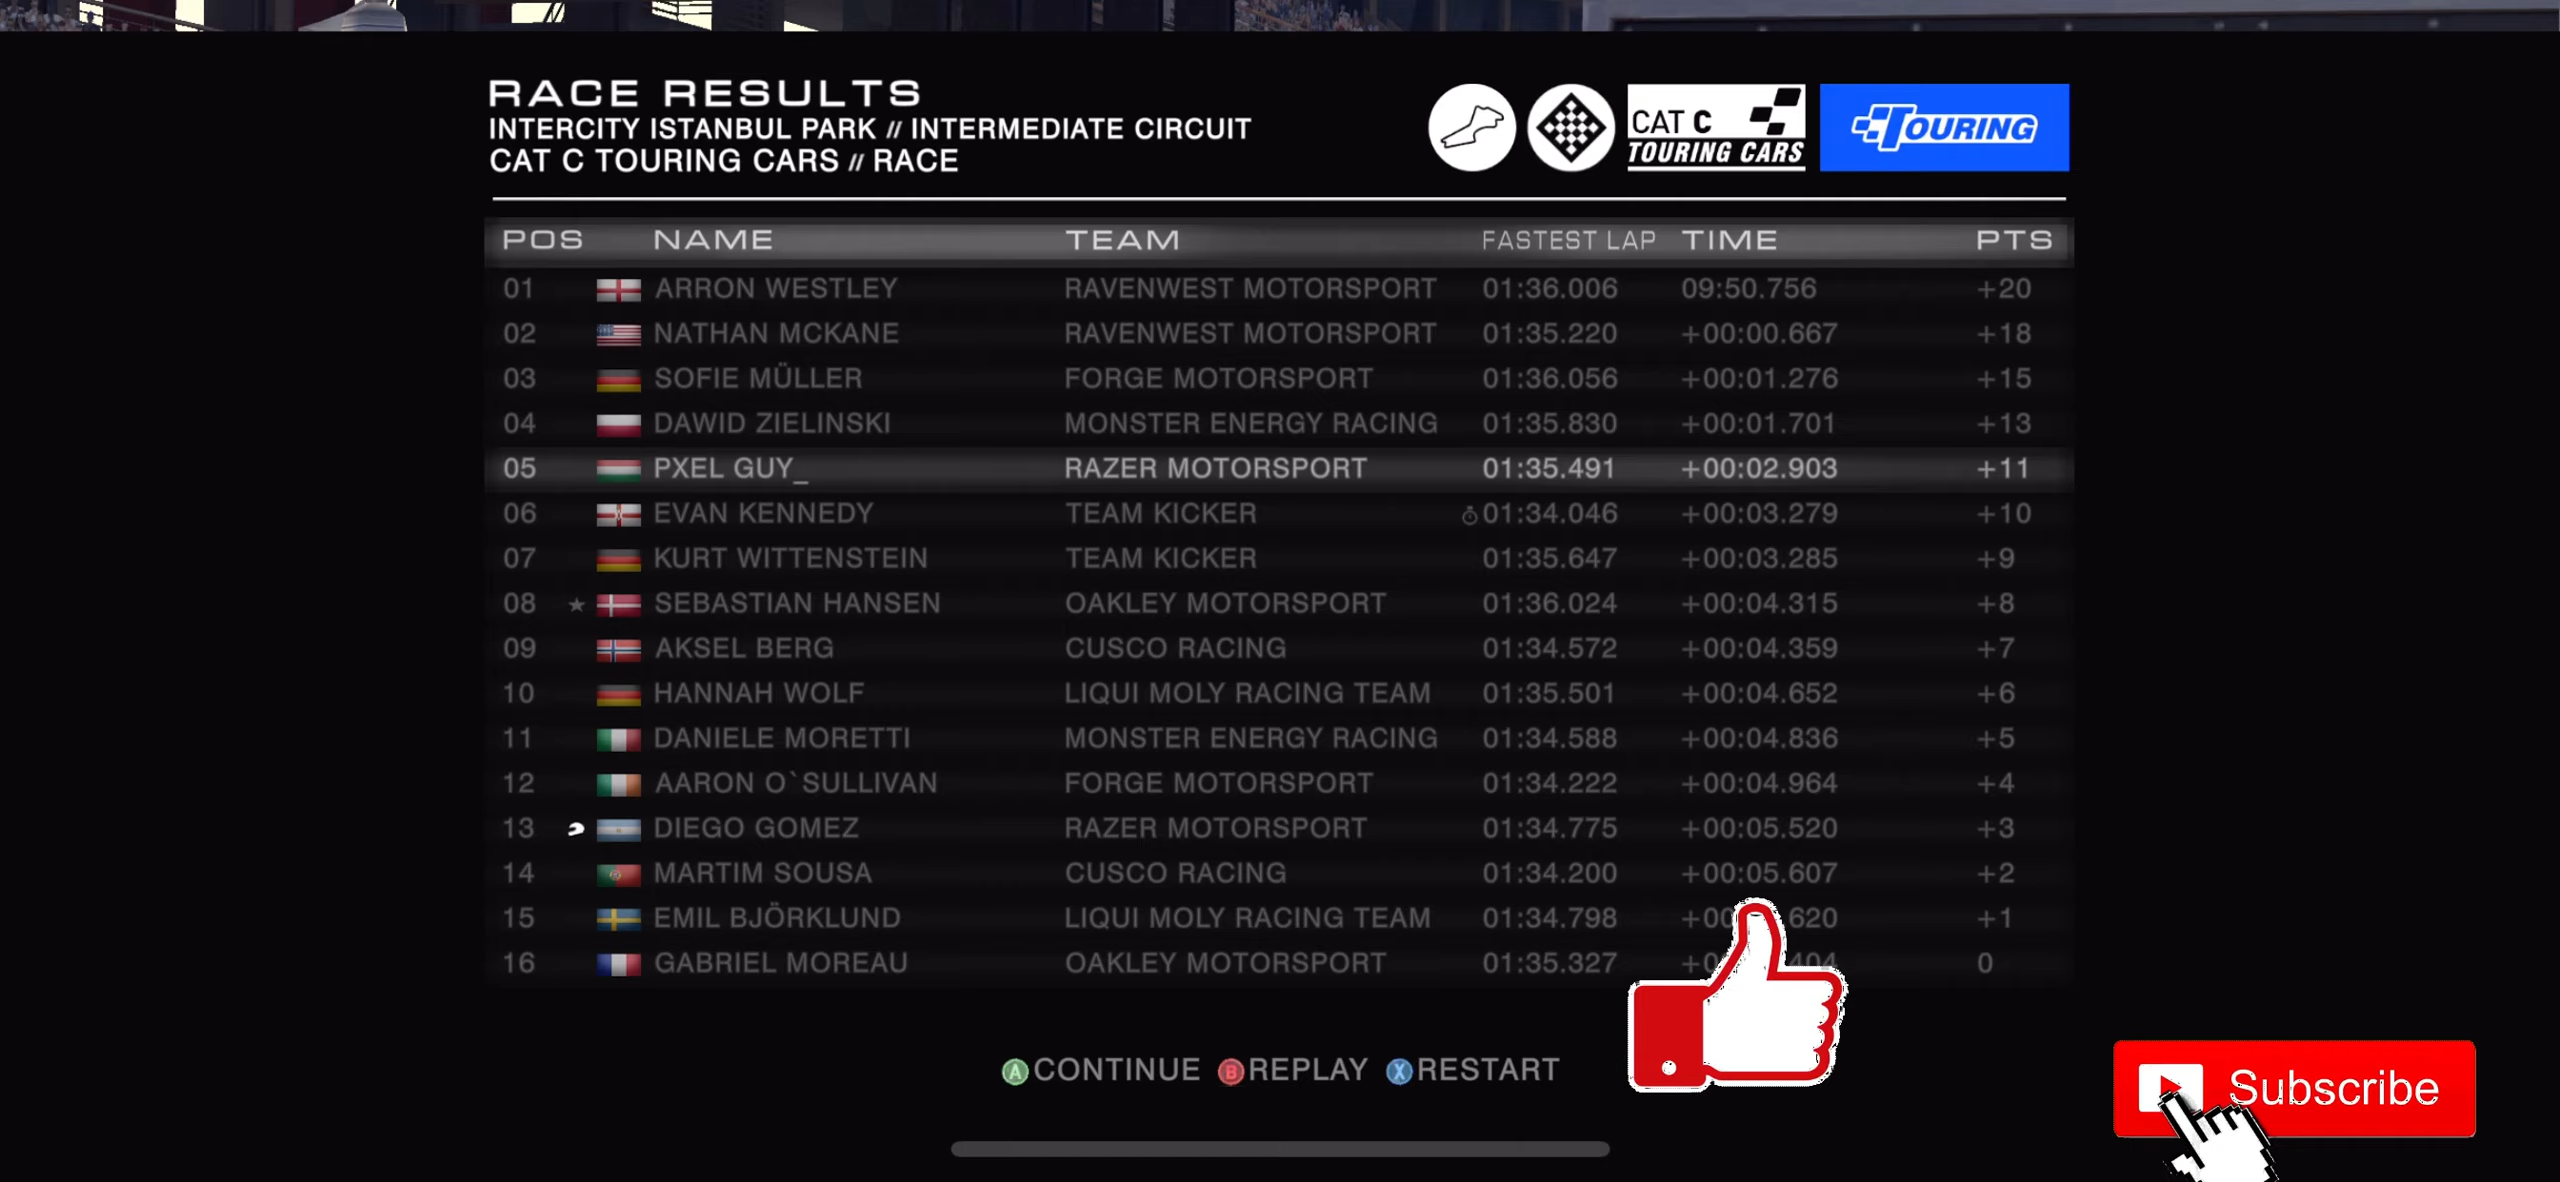 RACE RESULTS
INTERCITY ISTANBUL PARK // INTERMEDIATE CIRCUIT
CAT C TOURING CARS // RACE
CAT C
TOURING CARS
TOURING
POS NAME TEAM FASTEST LAP TIME PTS
01 ARRON WESTLEY RAVENWEST MOTORSPORT 01:36.006 09:50.756 +20
02 NATHAN MCKANE RAVENWEST MOTORSPORT 01:35.220 +00:00.667 +18
03 SOFIE MÜLLER FORGE MOTORSPORT 01:36.056 +00:01.276 +15
04 DAWID ZIELINSKI MONSTER ENERGY RACING 01:35.830 +00:01.701 +13
05 PXEL GUY_ RAZER MOTORSPORT 01:35.491 +00:02.903 +11
06 EVAN KENNEDY TEAM KICKER 01:34.046 +00:03.279 +10
07 KURT WITTENSTEIN TEAM KICKER 01:35.647 +00:03.285 +9
08 SEBASTIAN HANSEN OAKLEY MOTORSPORT 01:36.024 +00:04.315 +8
09 AKSEL BERG CUSCO RACING 01:34.572 +00:04.359 +7
10 HANNAH WOLF LIQUI MOLY RACING TEAM 01:35.501 +00:04.652 +6
11 DANIELE MORETTI MONSTER ENERGY RACING 01:34.588 +00:04.836 +5
12 AARON O`SULLIVAN FORGE MOTORSPORT 01:34.222 +00:04.964 +4
13 DIEGO GOMEZ RAZER MOTORSPORT 01:34.775 +00:05.520 +3
14 MARTIM SOUSA CUSCO RACING 01:34.200 +00:05.607 +2
15 EMIL BJÖRKLUND LIQUI MOLY RACING TEAM 01:34.798 +1
16 GABRIEL MOREAU OAKLEY MOTORSPORT 01:35.327 0
A CONTINUE B REPLAY X RESTART
Subscribe